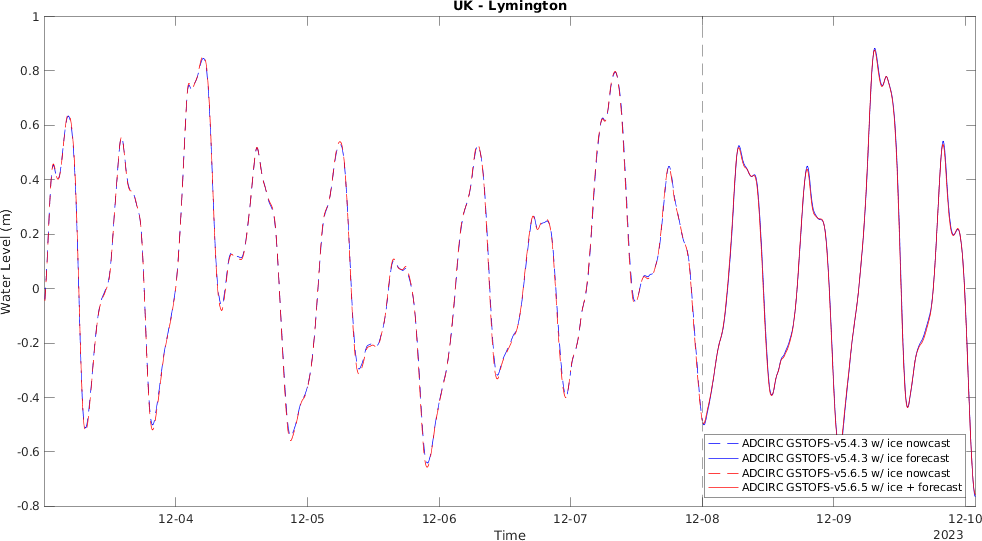 UK - Lymington
1
0.8
0.6
0.4
0.2
0
-0.2
-0.4
-0.6
-0.8
Water Level (m)
12-04
12-05
12-06
12-07
12-08
12-09
12-10
Time
2023
ADCIRC GSTOFS-v5.4.3 w/ ice nowcast
ADCIRC GSTOFS-v5.4.3 w/ ice forecast
ADCIRC GSTOFS-v5.6.5 w/ ice nowcast
ADCIRC GSTOFS-v5.6.5 w/ ice + forecast